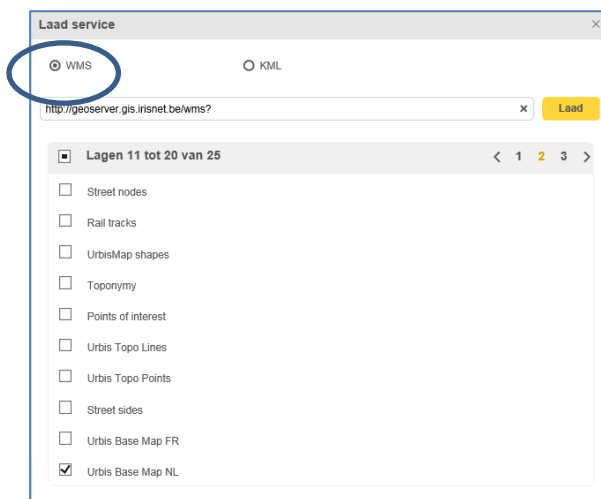 Laad service ×
WMS KML
http://geoserver.gis.irisnet.be/wms? × Laad
Lagen 11 tot 20 van 25 < 1 2 3 >
Street nodes
Rail tracks
UrbisMap shapes
Toponymy
Points of interest
Urbis Topo Lines
Urbis Topo Points
Street sides
Urbis Base Map FR
Urbis Base Map NL